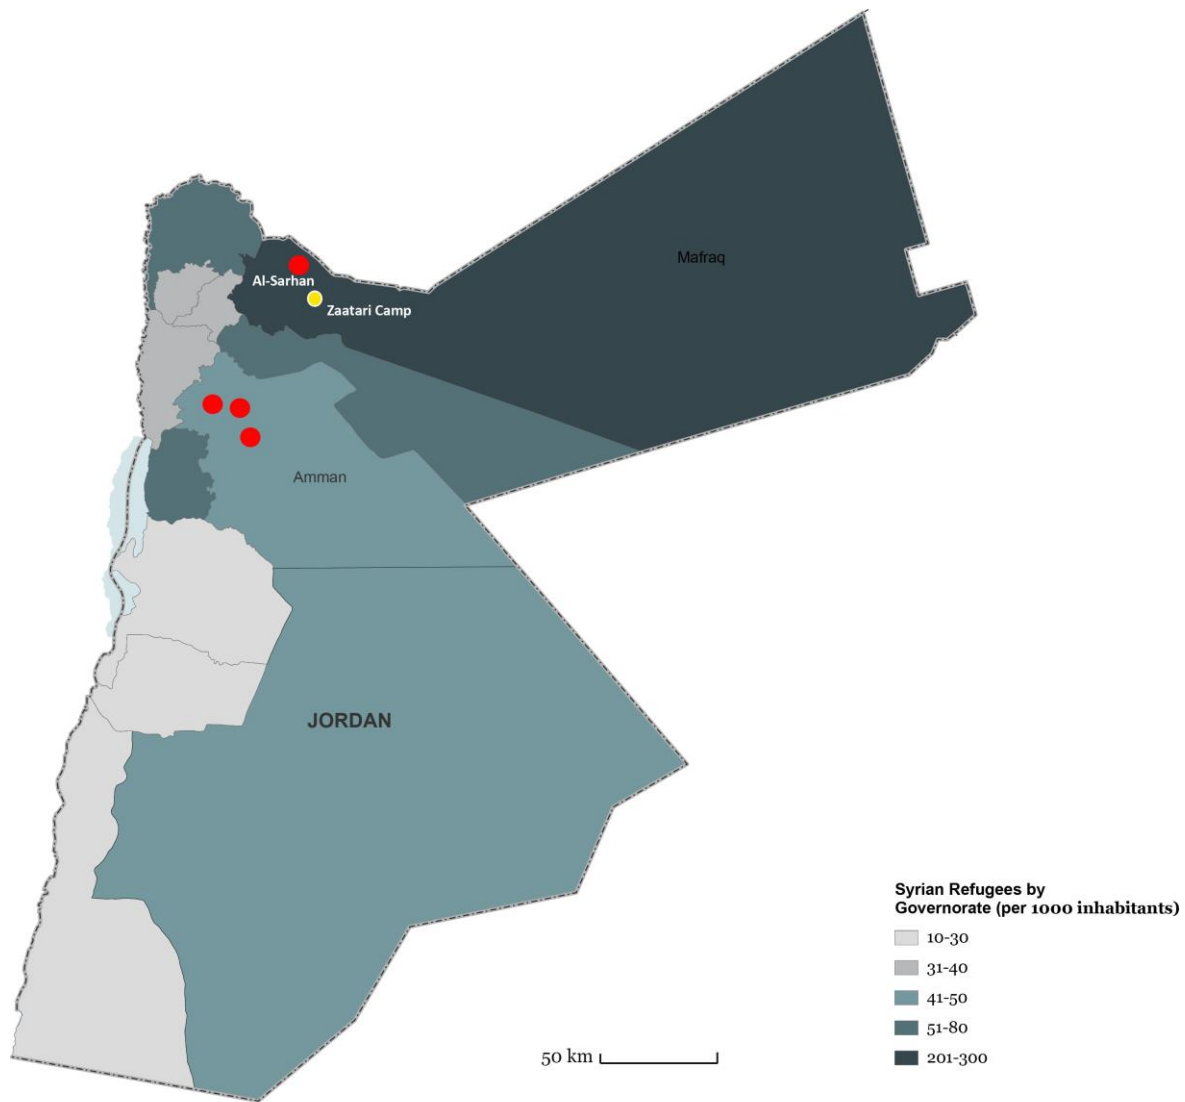 Mafraq
Al-Sarhan
Zaatari Camp
Amman
JORDAN
Syrian Refugees by
Governorate (per 1000 inhabitants)
10-30
31-40
41-50
51-80
201-300
50 km